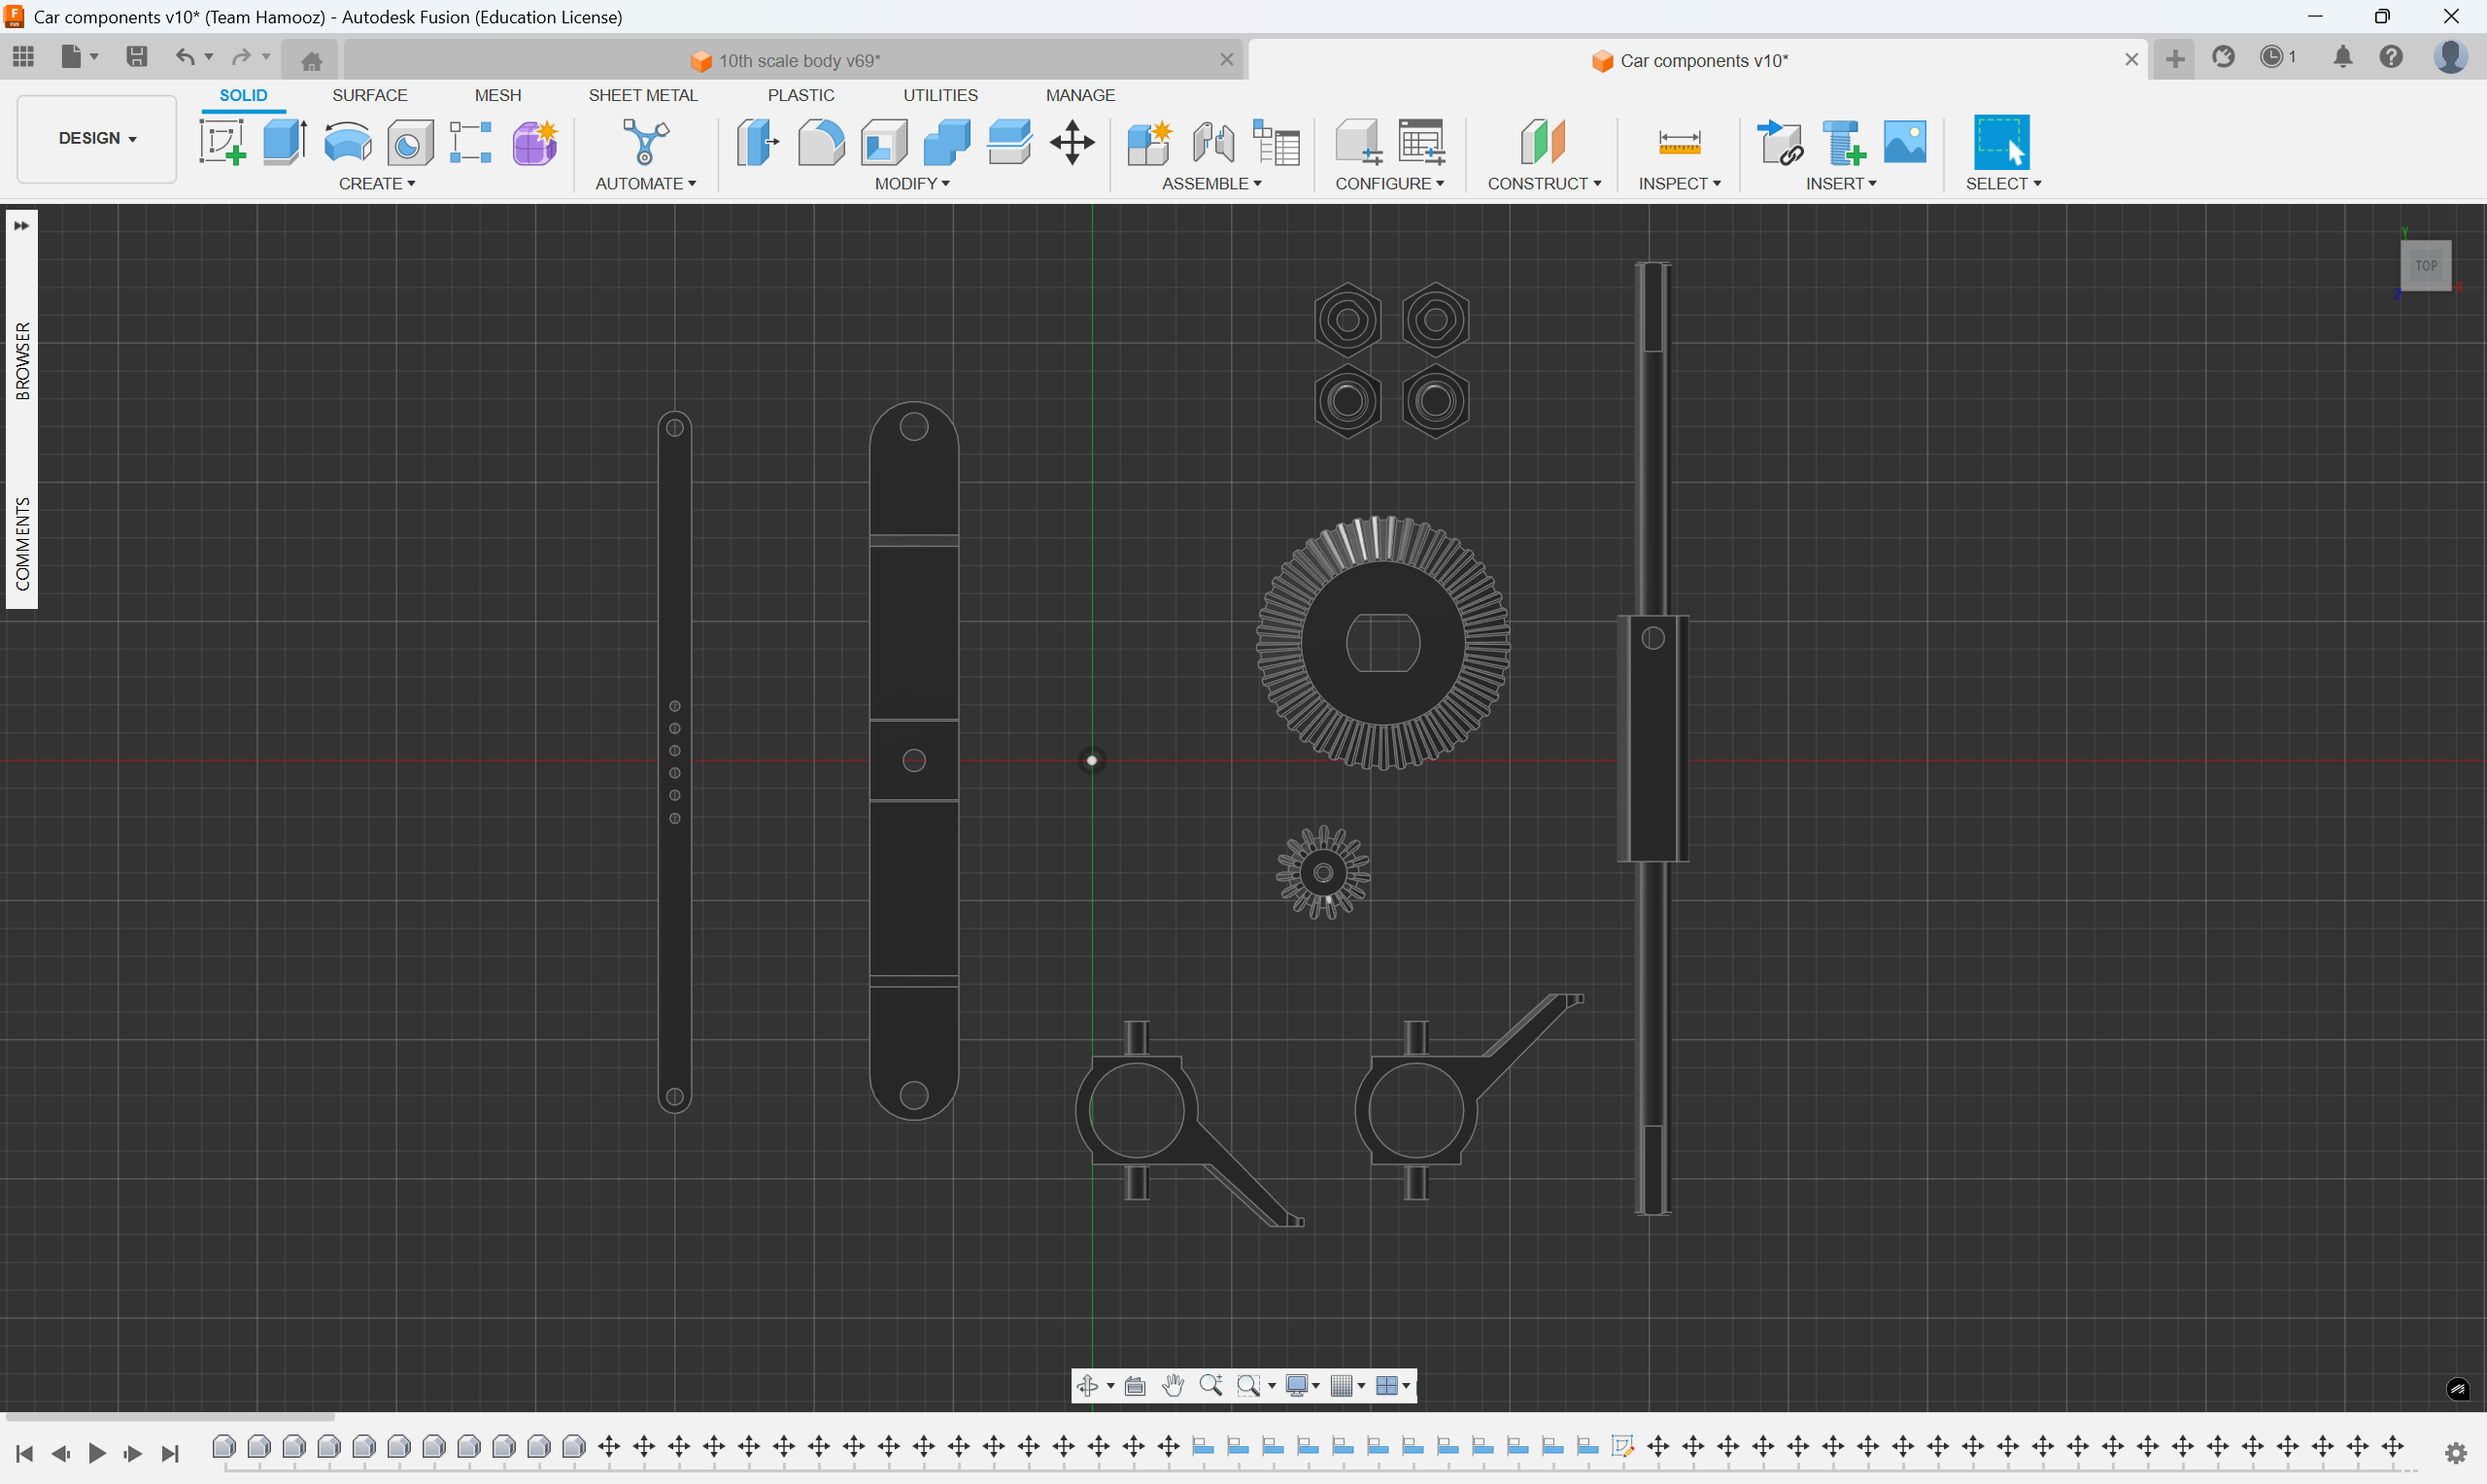 Car components v10* (Team Hamooz) - Autodesk Fusion (Education License)
10th scale body v69*
Car components v10*
1
SOLID
SURFACE
MESH
SHEET METAL
PLASTIC
UTILITIES
MANAGE
DESIGN
CREATE
AUTOMATE
MODIFY
ASSEMBLE
CONFIGURE
CONSTRUCT
INSPECT
INSERT
SELECT
BROWSER
COMMENTS
Y
TOP
X
Z